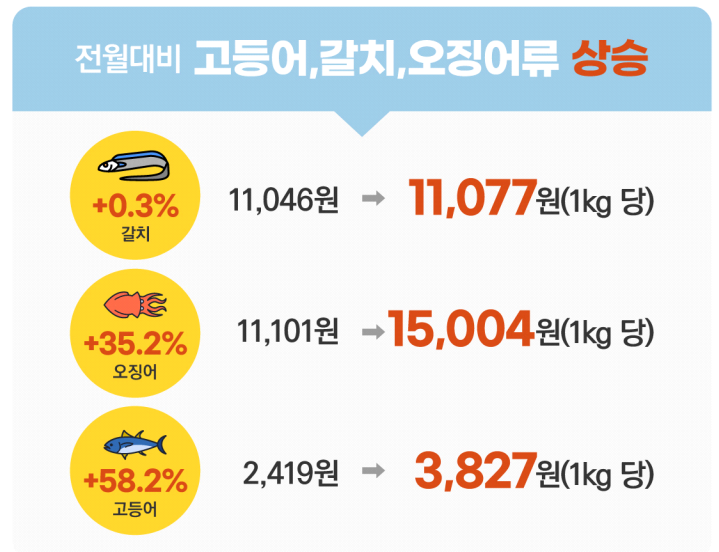 전월대비 고등어,갈치,오징어류 상승
+0.3%
갈치
11,046원 → 11,077원(1kg 당)
+35.2%
오징어
11,101원 → 15,004원(1kg 당)
+58.2%
고등어
2,419원 → 3,827원(1kg 당)